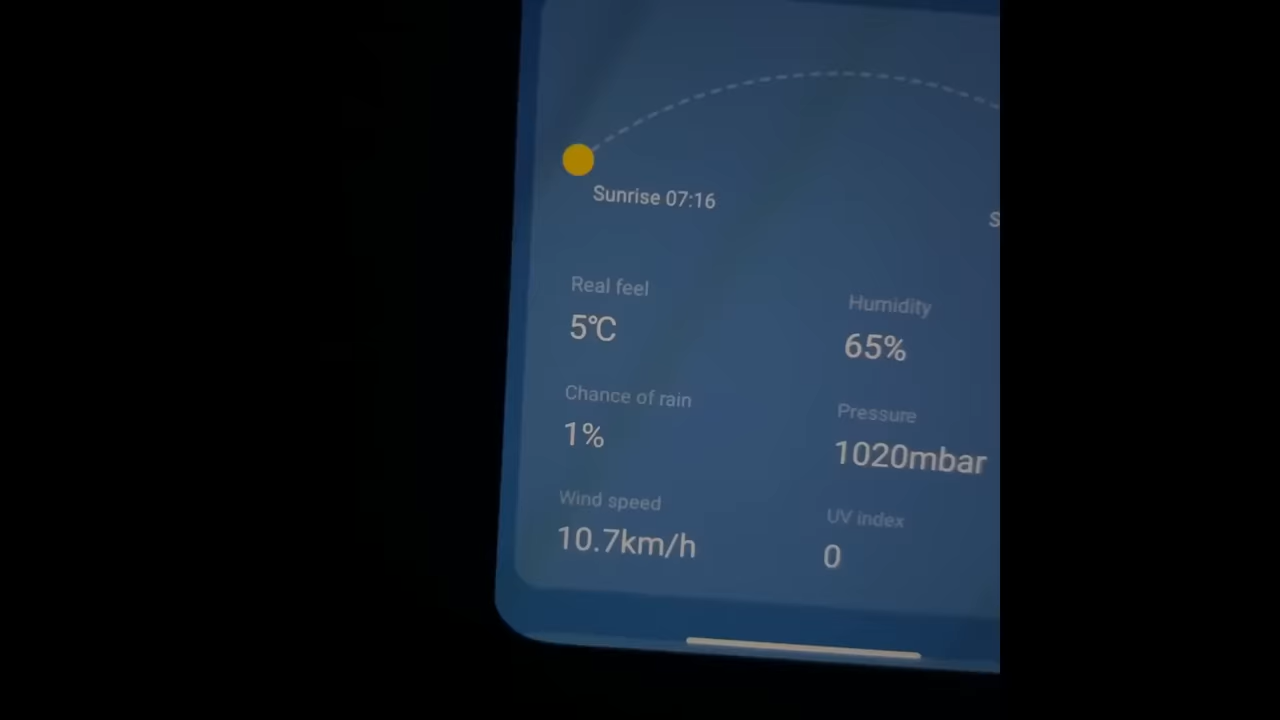 Sunrise 07:16
S
Real feel
Humidity
5℃
65%
Chance of rain
Pressure
1%
1020mbar
Wind speed
UV index
10.7km/h
0